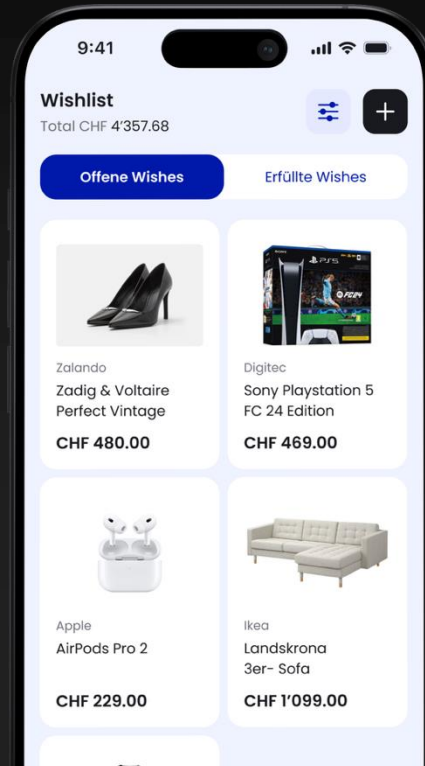 9:41
Wishlist
Total CHF 4’357.68
Offene Wishes
Erfüllte Wishes
Zalando
Zadig & Voltaire
Perfect Vintage
CHF 480.00
PS5
FC24
Digitec
Sony Playstation 5
FC 24 Edition
CHF 469.00
Apple
AirPods Pro 2
CHF 229.00
Ikea
Landskrona
3er- Sofa
CHF 1’099.00